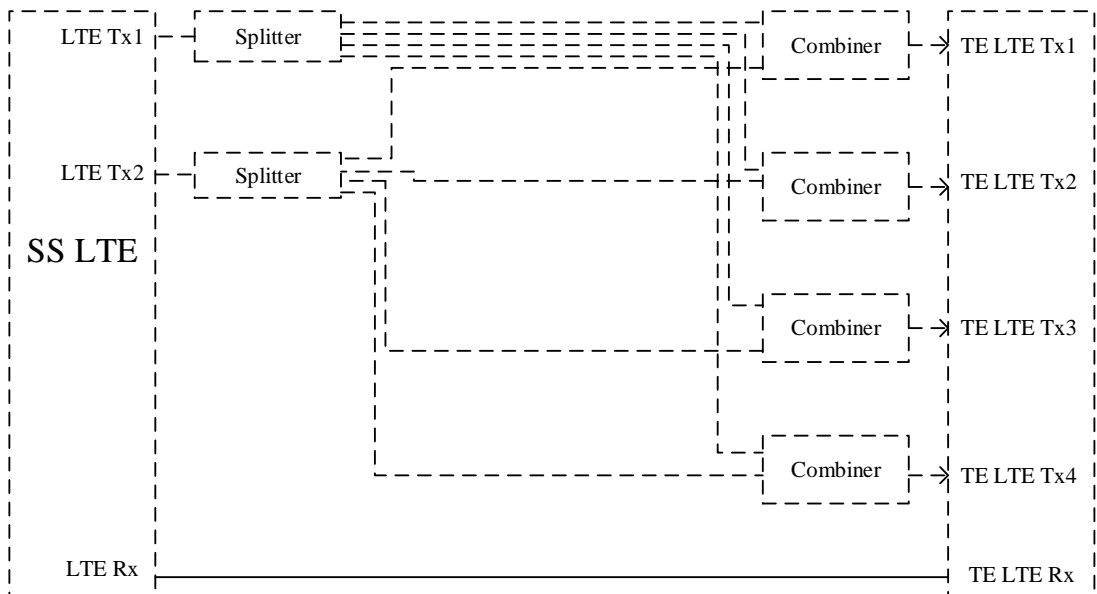 LTE Tx1
Splitter
Combiner
TE LTE Tx1
LTE Tx2
Splitter
Combiner
TE LTE Tx2
SS LTE
Combiner
TE LTE Tx3
Combiner
TE LTE Tx4
LTE Rx
TE LTE Rx